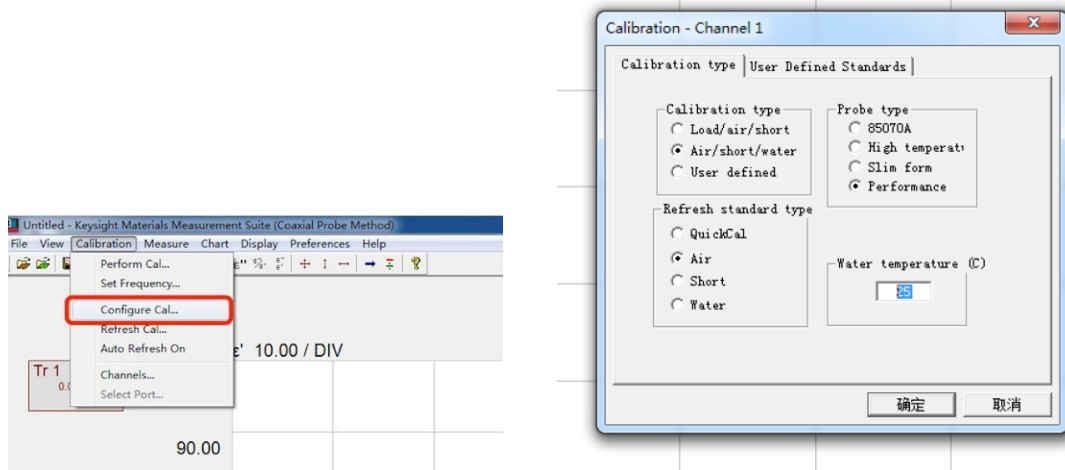 Untitled - Keysight Materials Measurement Suite (Coaxial Probe Method)
File View Calibration Measure Chart Display Preferences Help
Perform Cal...
Set Frequency...
Configure Cal...
Refresh Cal...
Auto Refresh On
Channels...
Select Port...
ε' 10.00 / DIV
Tr 1
90.00
Calibration - Channel 1
Calibration type User Defined Standards
Calibration type
Load/air/short
Air/short/water
User defined
Probe type
85070A
High temperatu
Slim form
Performance
Refresh standard type
QuickCal
Air
Short
Water
Water temperature (C)
25
确定 取消